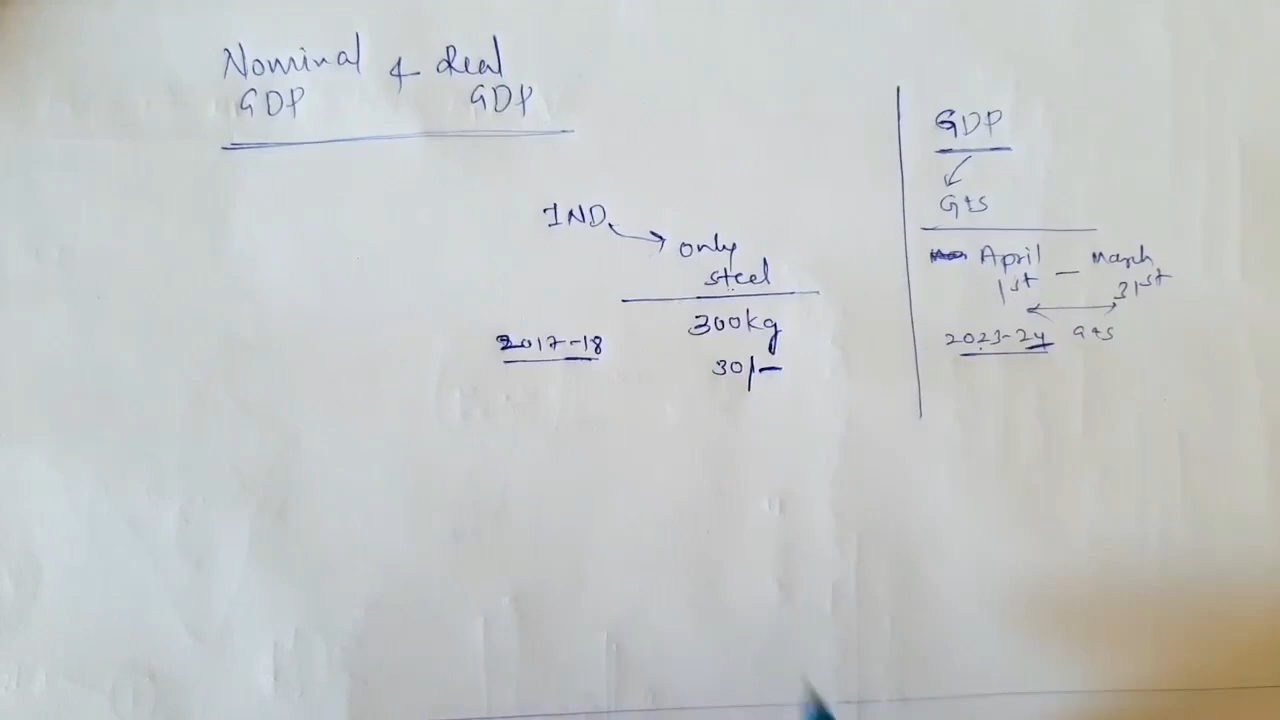 Nominal & Real
GDP GDP
IND
only
steel
2017-18
300kg
30/-
GDP
G+S
April - March
1st 31st
2023-24 G+S